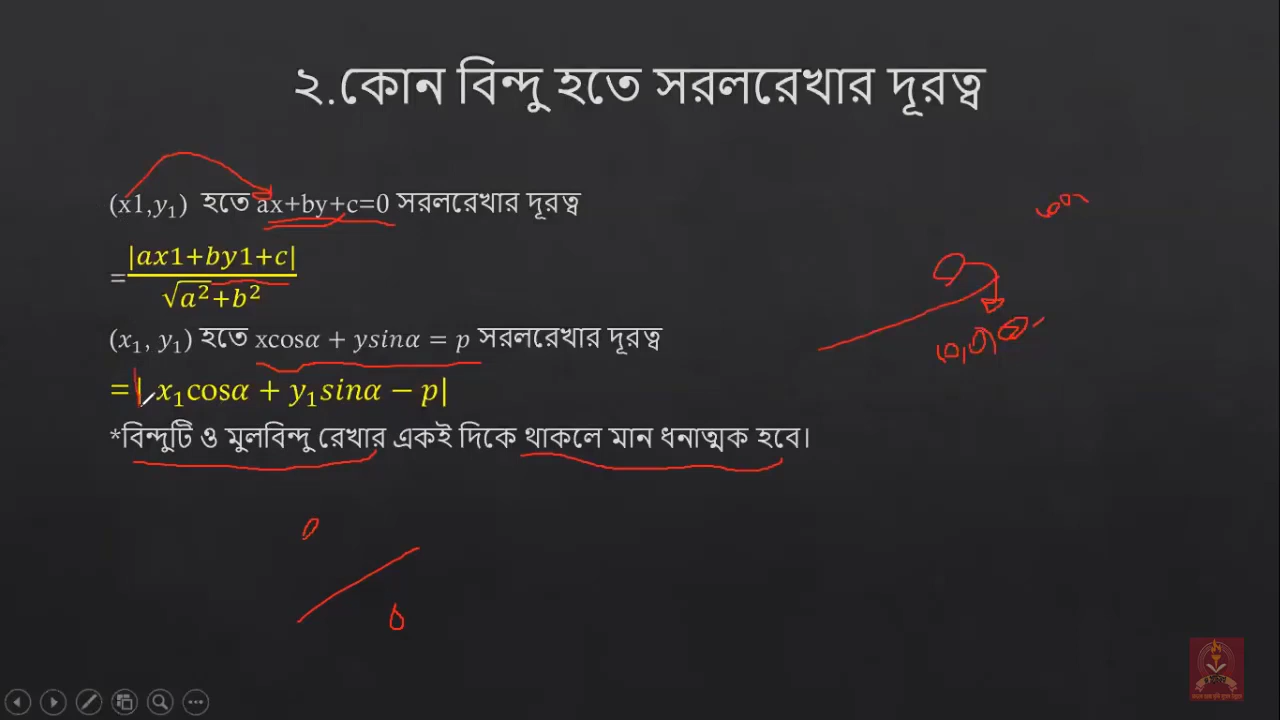 ২.কোন বিন্দু হতে সরলরেখার দূরত্ব
(x1,y₁) হতে ax+by+c=0 সরলরেখার দূরত্ব
=|ax1+by1+c|/√a²+b²
(x₁, y₁) হতে xcosα + ysinα = p সরলরেখার দূরত্ব
=| x₁cosα + y₁sinα − p|
*বিন্দুটি ও মুলবিন্দু রেখার একই দিকে থাকলে মান ধনাত্মক হবে।